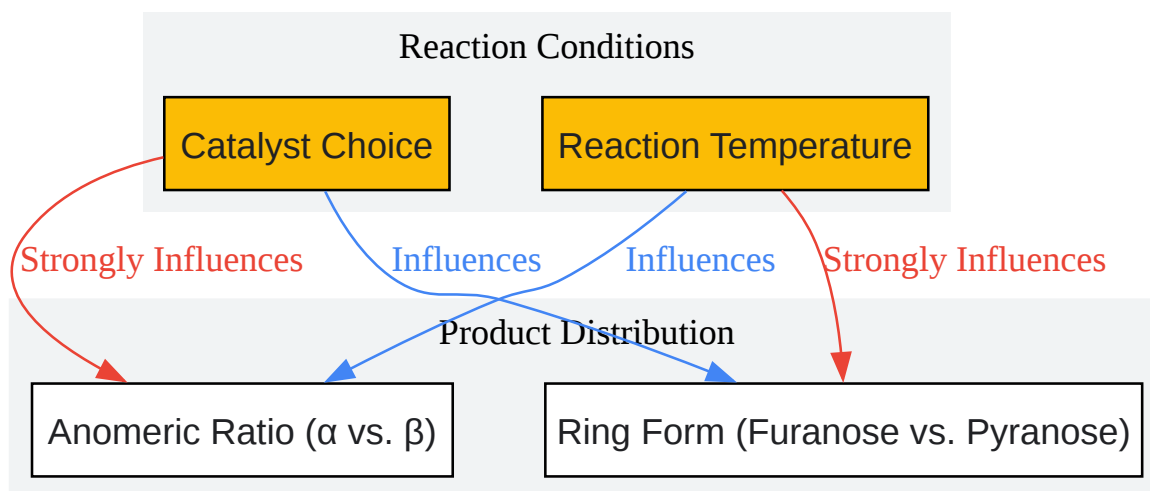 Reaction Conditions
Catalyst Choice
Reaction Temperature
Strongly Influences
Influences
Influences
Strongly Influences
Product Distribution
Anomeric Ratio (α vs. β)
Ring Form (Furanose vs. Pyranose)